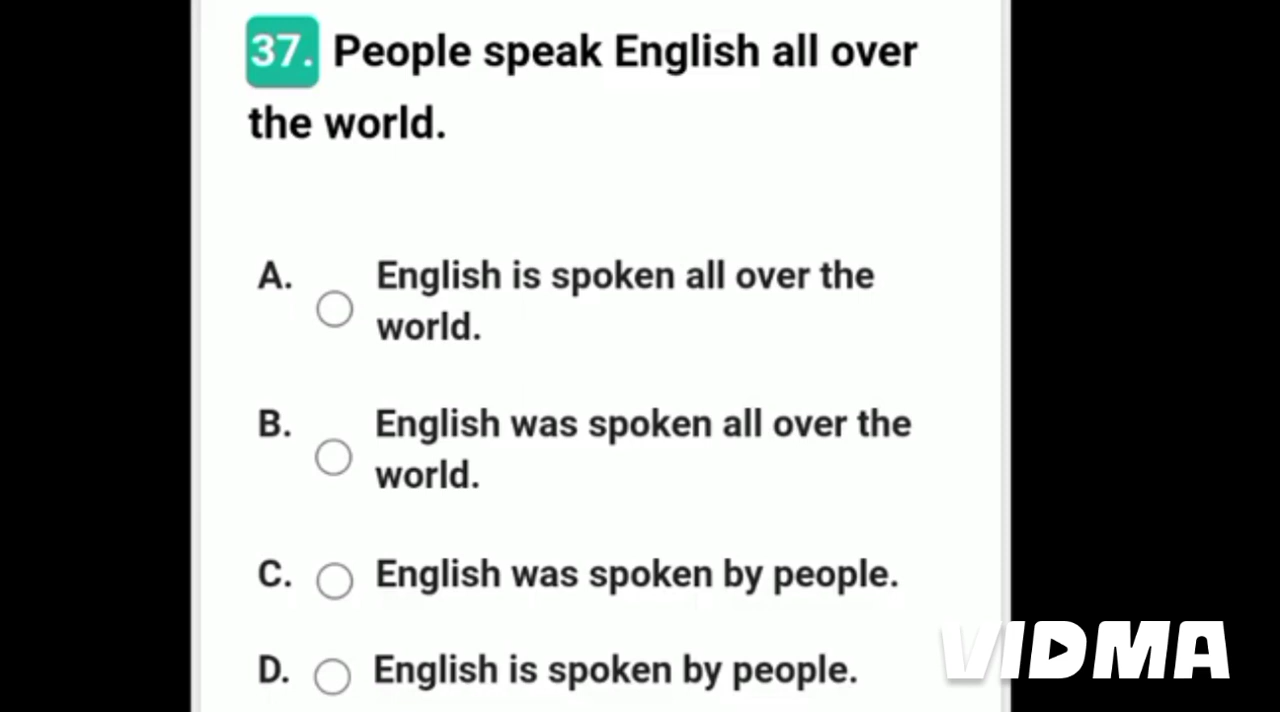 37. People speak English all over
the world.
A. English is spoken all over the
world.
B. English was spoken all over the
world.
C. English was spoken by people.
D. English is spoken by people.
VIDMA